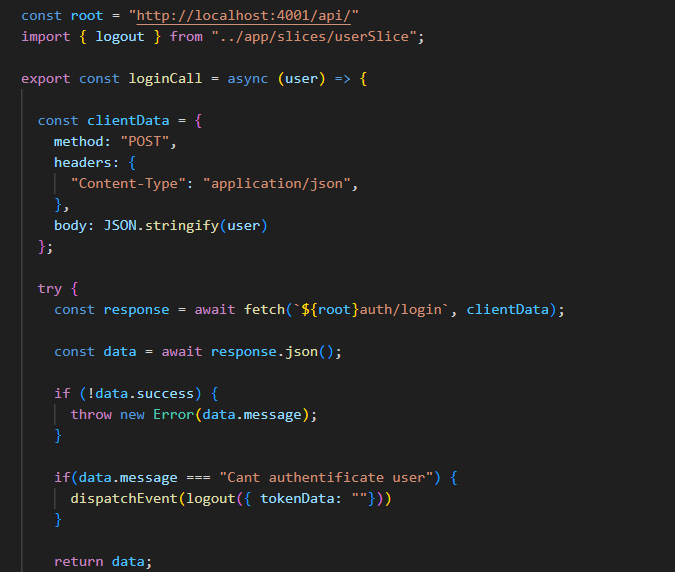 const root = "http://localhost:4001/api/"
import { logout } from "../app/slices/userSlice";
export const loginCall = async (user) => {
const clientData = {
method: "POST",
headers: {
"Content-Type": "application/json",
},
body: JSON.stringify(user)
};
try {
const response = await fetch(`${root}auth/login`, clientData);
const data = await response.json();
if (!data.success) {
throw new Error(data.message);
}
if(data.message === "Cant authentificate user") {
dispatchEvent(logout({ tokenData: ""}))
}
return data;